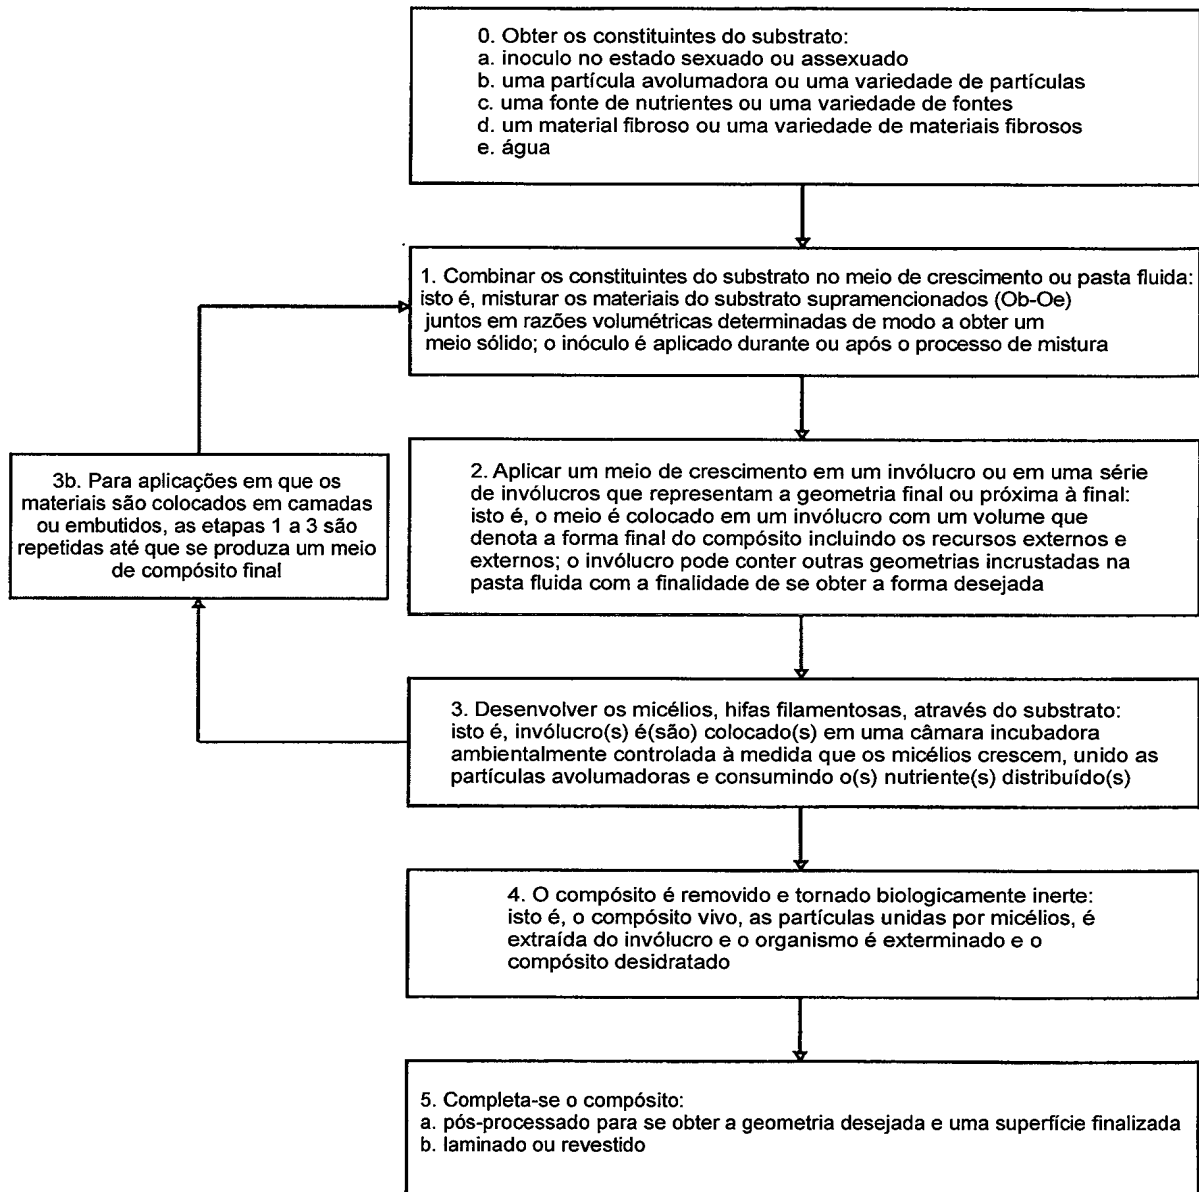 0. Obter os constituintes do substrato:
a. inoculo no estado sexuado ou assexuado
b. uma partícula avolumadora ou uma variedade de partículas
c. uma fonte de nutrientes ou uma variedade de fontes
d. um material fibroso ou uma variedade de materiais fibrosos
e. água
1. Combinar os constituintes do substrato no meio de crescimento ou pasta fluida:
isto é, misturar os materiais do substrato supramencionados (Ob-Oe)
juntos em razões volumétricas determinadas de modo a obter um
meio sólido; o inóculo é aplicado durante ou após o processo de mistura
2. Aplicar um meio de crescimento em um invólucro ou em uma série
de invólucros que representam a geometria final ou próxima à final:
isto é, o meio é colocado em um invólucro com um volume que
denota a forma final do compósito incluindo os recursos externos e
externos; o invólucro pode conter outras geometrias incrustadas na
pasta fluida com a finalidade de se obter a forma desejada
3b. Para aplicações em que os
materiais são colocados em camadas
ou embutidos, as etapas 1 a 3 são
repetidas até que se produza um meio
de compósito final
3. Desenvolver os micélios, hifas filamentosas, através do substrato:
isto é, invólucro(s) é(são) colocado(s) em uma câmara incubadora
ambientalmente controlada à medida que os micélios crescem, unido as
partículas avolumadoras e consumindo o(s) nutriente(s) distribuído(s)
4. O compósito é removido e tornado biologicamente inerte:
isto é, o compósito vivo, as partículas unidas por micélios, é
extraída do invólucro e o organismo é exterminado e o
compósito desidratado
5. Completa-se o compósito:
a. pós-processado para se obter a geometria desejada e uma superfície finalizada
b. laminado ou revestido